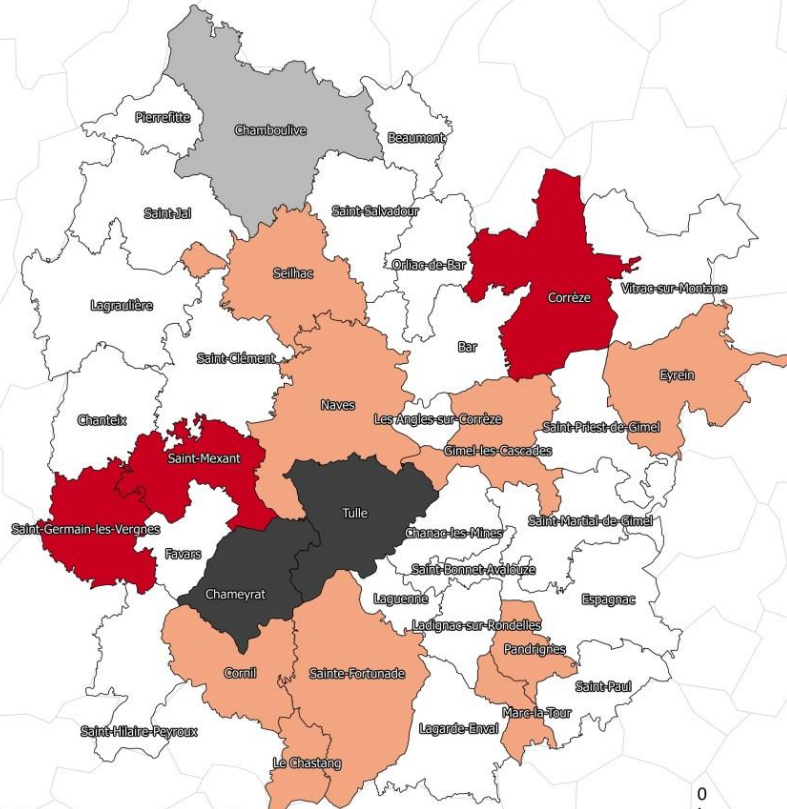 Pierrefitte
Chamboulive
Beaumont
Saint-Jal
Saint-Salvadour
Orliac-de-Bar
Seilhac
Corrèze
Vitrac-sur-Montane
Lagraulière
Bar
Saint-Clément
Eyrein
Naves
Chanteix
Les Angles-sur-Corrèze
Saint-Priest-de-Gimel
Gimel-les-Cascades
Saint-Mexant
Tulle
Saint-Martial-de-Gimel
Saint-Germain-les-Vergnes
Chanac-les-Mines
Favars
Saint-Bonnet-Avalouze
Chameyrat
Laguenne
Espagnac
Ladignac-sur-Rondelles
Pandrignes
Cornil
Sainte-Fortunade
Saint-Paul
Marc-la-Tour
Saint-Hilaire-Peyroux
Lagarde-Enval
Le Chastang
0